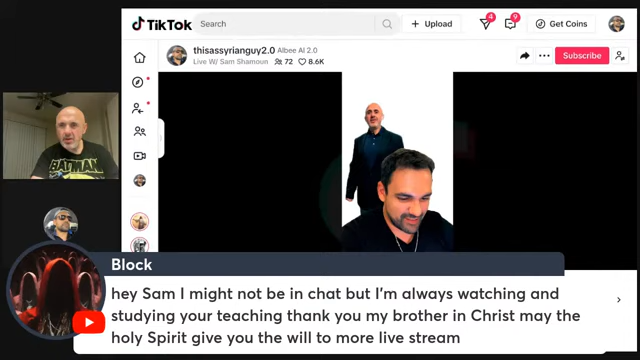 TikTok
Search
+ Upload
4
9
Get Coins
thisassyrianguy2.0 Albee AI 2.0
Live W/ Sam Shamoun 72 8.6K
Subscribe
BATMAN
Block
hey Sam I might not be in chat but I'm always watching and
studying your teaching thank you my brother in Christ may the
holy Spirit give you the will to more live stream